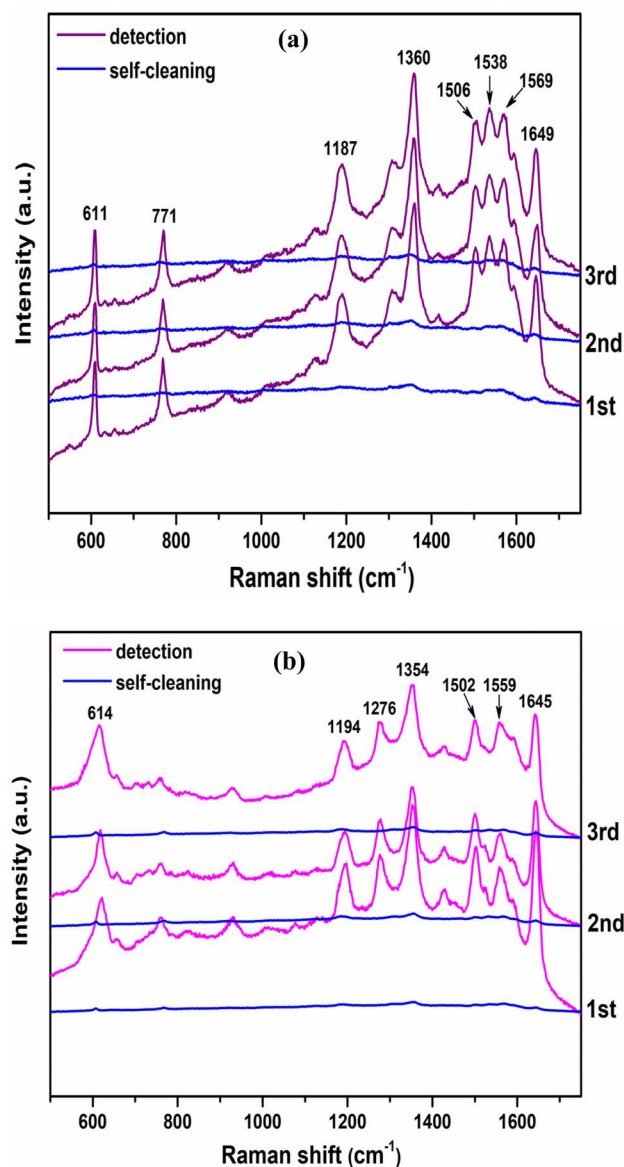 (a)
detection
self-cleaning
611
771
1187
1360
1506
1538
1569
1649
3rd
2nd
1st
Intensity (a.u.)
600 800 1000 1200 1400 1600
Raman shift (cm-1)
(b)
detection
self-cleaning
614
1194
1276
1354
1502
1559
1645
3rd
2nd
1st
Intensity (a.u.)
600 800 1000 1200 1400 1600
Raman shift (cm-1)